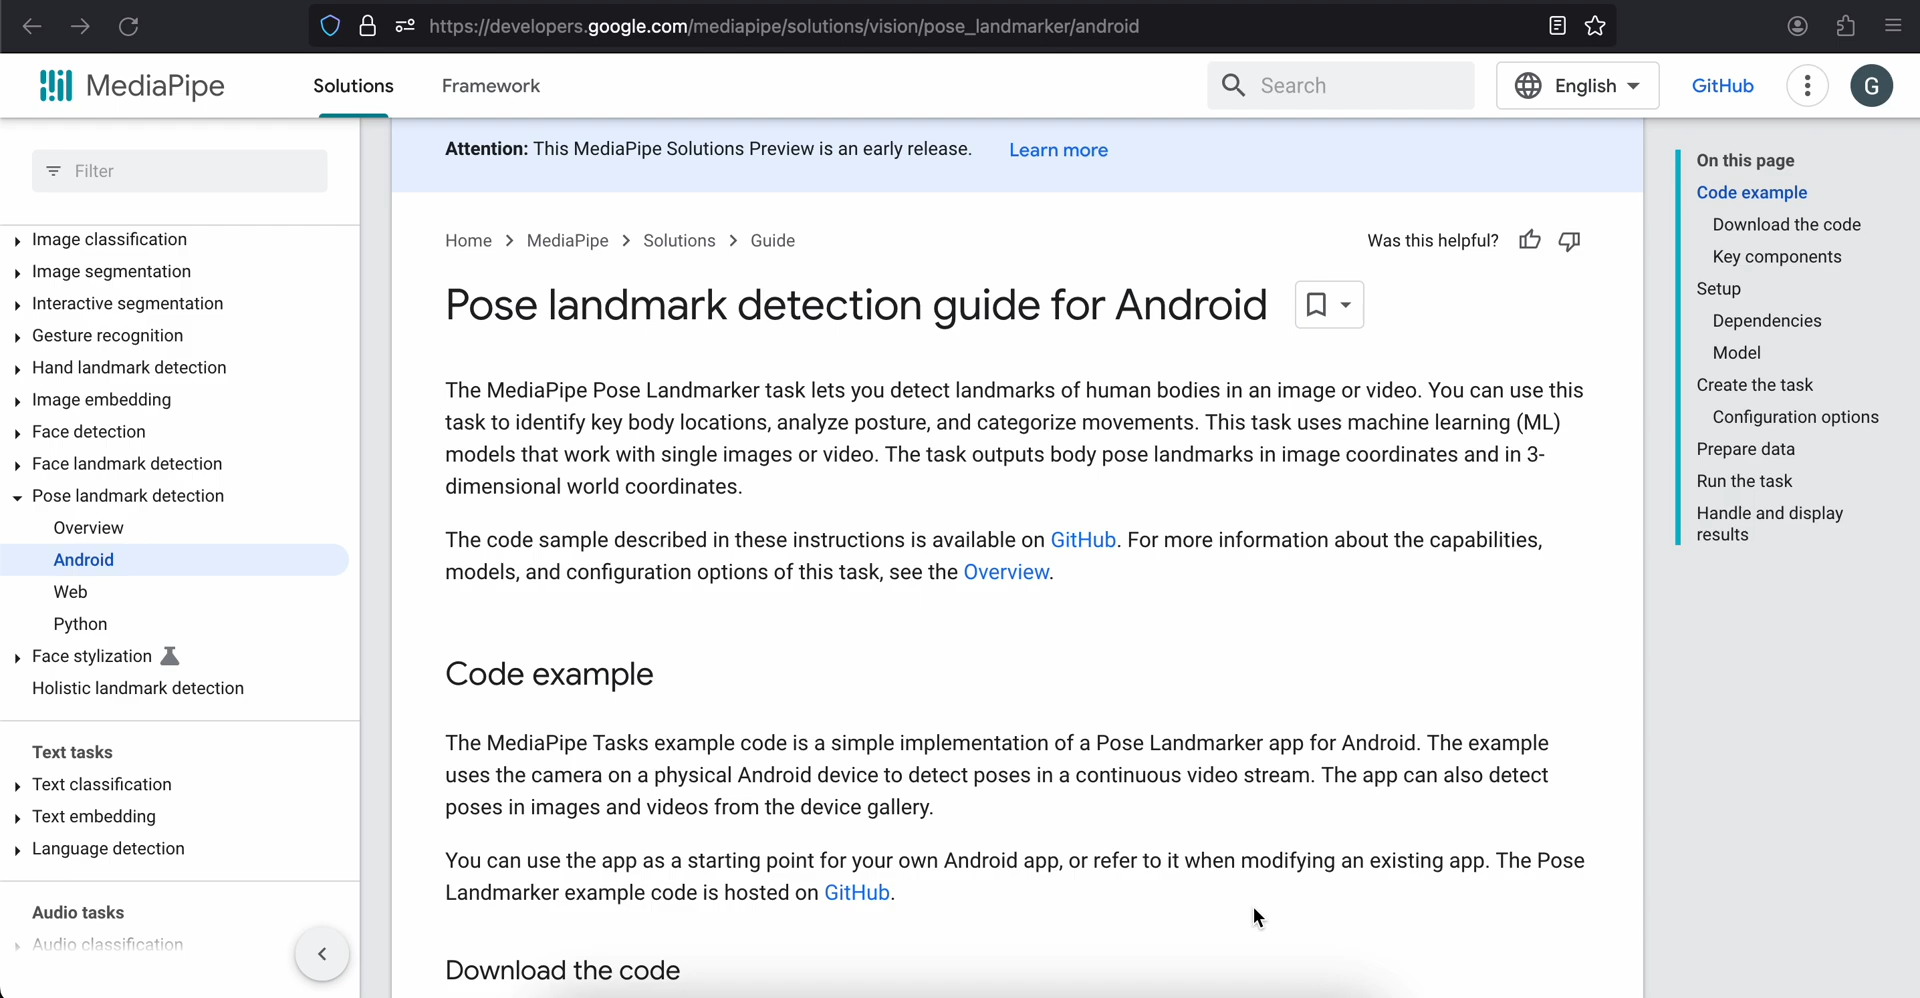 https://developers.google.com/mediapipe/solutions/vision/pose_landmarker/android
MediaPipe
Solutions
Framework
Search
English
GitHub
G
Filter
Image classification
Image segmentation
Interactive segmentation
Gesture recognition
Hand landmark detection
Image embedding
Face detection
Face landmark detection
Pose landmark detection
Overview
Android
Web
Python
Face stylization
Holistic landmark detection
Text tasks
Text classification
Text embedding
Language detection
Audio tasks
Audio classification
Attention: This MediaPipe Solutions Preview is an early release. Learn more
Home > MediaPipe > Solutions > Guide
Was this helpful?
Pose landmark detection guide for Android
The MediaPipe Pose Landmarker task lets you detect landmarks of human bodies in an image or video. You can use this
task to identify key body locations, analyze posture, and categorize movements. This task uses machine learning (ML)
models that work with single images or video. The task outputs body pose landmarks in image coordinates and in 3-
dimensional world coordinates.
The code sample described in these instructions is available on GitHub. For more information about the capabilities,
models, and configuration options of this task, see the Overview.
Code example
The MediaPipe Tasks example code is a simple implementation of a Pose Landmarker app for Android. The example
uses the camera on a physical Android device to detect poses in a continuous video stream. The app can also detect
poses in images and videos from the device gallery.
You can use the app as a starting point for your own Android app, or refer to it when modifying an existing app. The Pose
Landmarker example code is hosted on GitHub.
Download the code
On this page
Code example
Download the code
Key components
Setup
Dependencies
Model
Create the task
Configuration options
Prepare data
Run the task
Handle and display
results